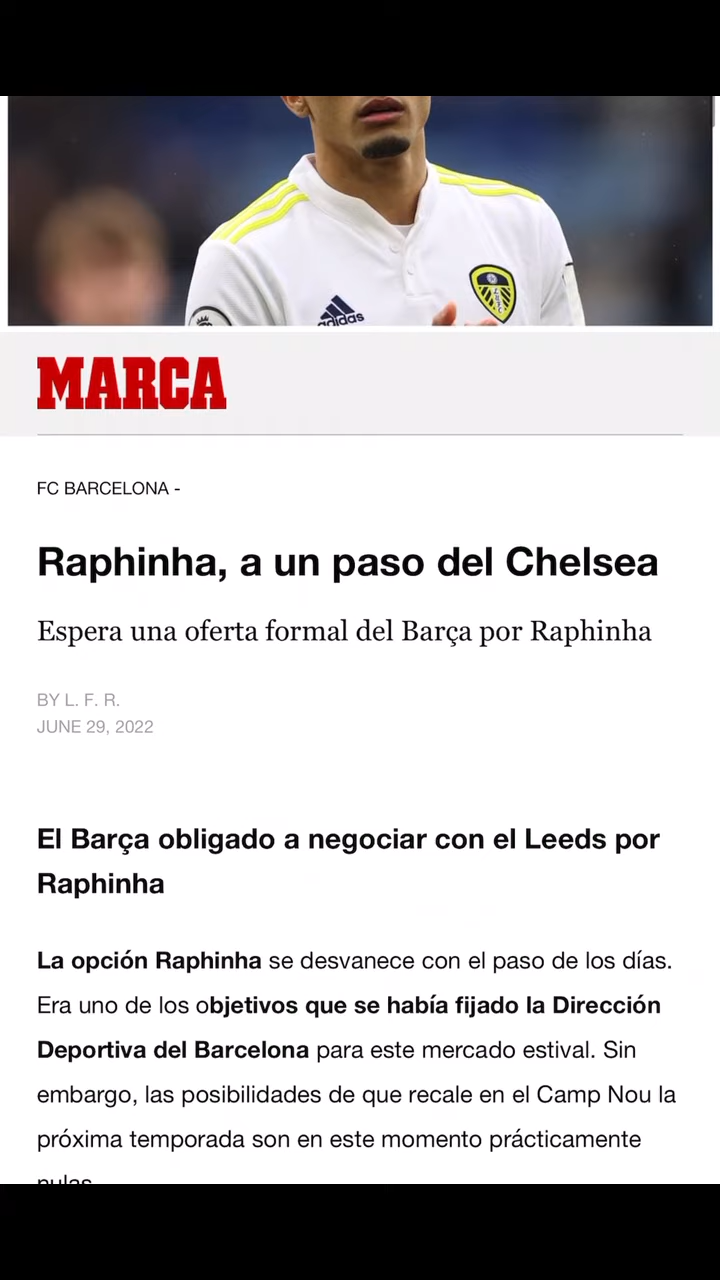 adidas
MARCA
FC BARCELONA -
Raphinha, a un paso del Chelsea
Espera una oferta formal del Barça por Raphinha
BY L. F. R.
JUNE 29, 2022
El Barça obligado a negociar con el Leeds por
Raphinha
La opción Raphinha se desvanece con el paso de los días.
Era uno de los objetivos que se había fijado la Dirección
Deportiva del Barcelona para este mercado estival. Sin
embargo, las posibilidades de que recale en el Camp Nou la
próxima temporada son en este momento prácticamente
nulas